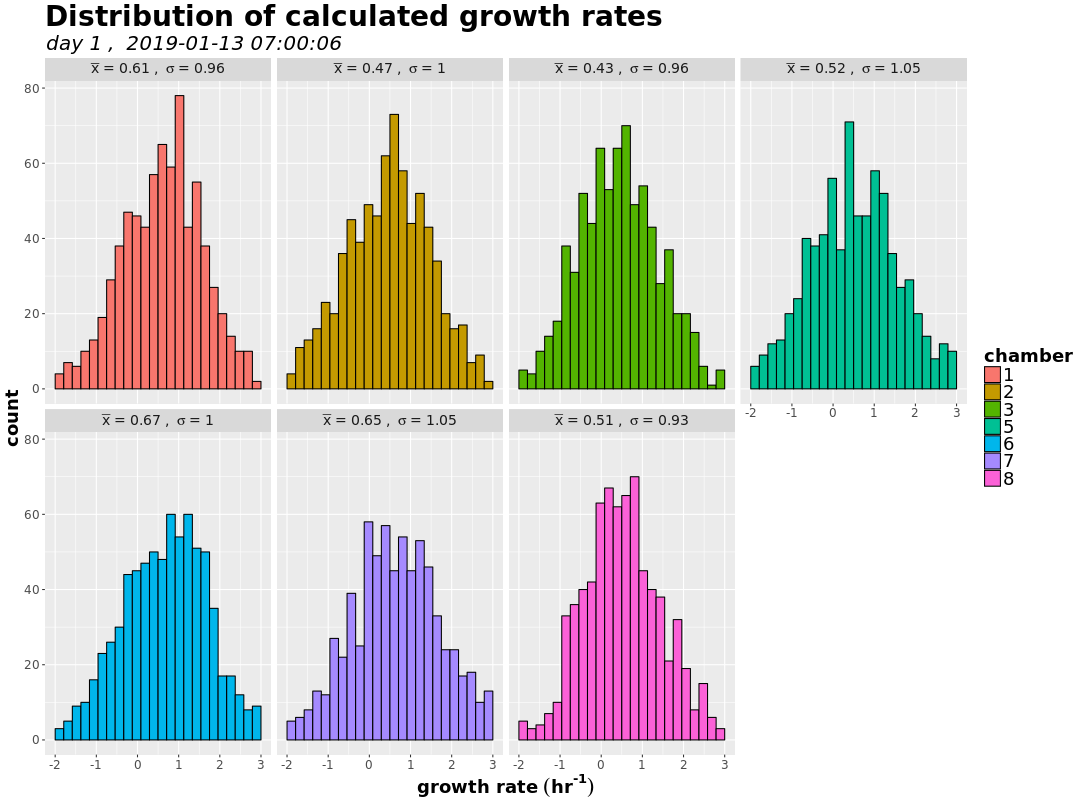 Distribution of calculated growth rates
day 1 ,  2019-01-13 07:00:06
x̅ = 0.61 ,  σ = 0.96
x̅ = 0.47 ,  σ = 1
x̅ = 0.43 ,  σ = 0.96
x̅ = 0.52 ,  σ = 1.05
80
60
40
20
0
-2 -1 0 1 2 3
x̅ = 0.67 ,  σ = 1
x̅ = 0.65 ,  σ = 1.05
x̅ = 0.51 ,  σ = 0.93
80
60
40
20
0
-2 -1 0 1 2 3
-2 -1 0 1 2 3
-2 -1 0 1 2 3
count
growth rate (hr⁻¹)
chamber
1
2
3
5
6
7
8